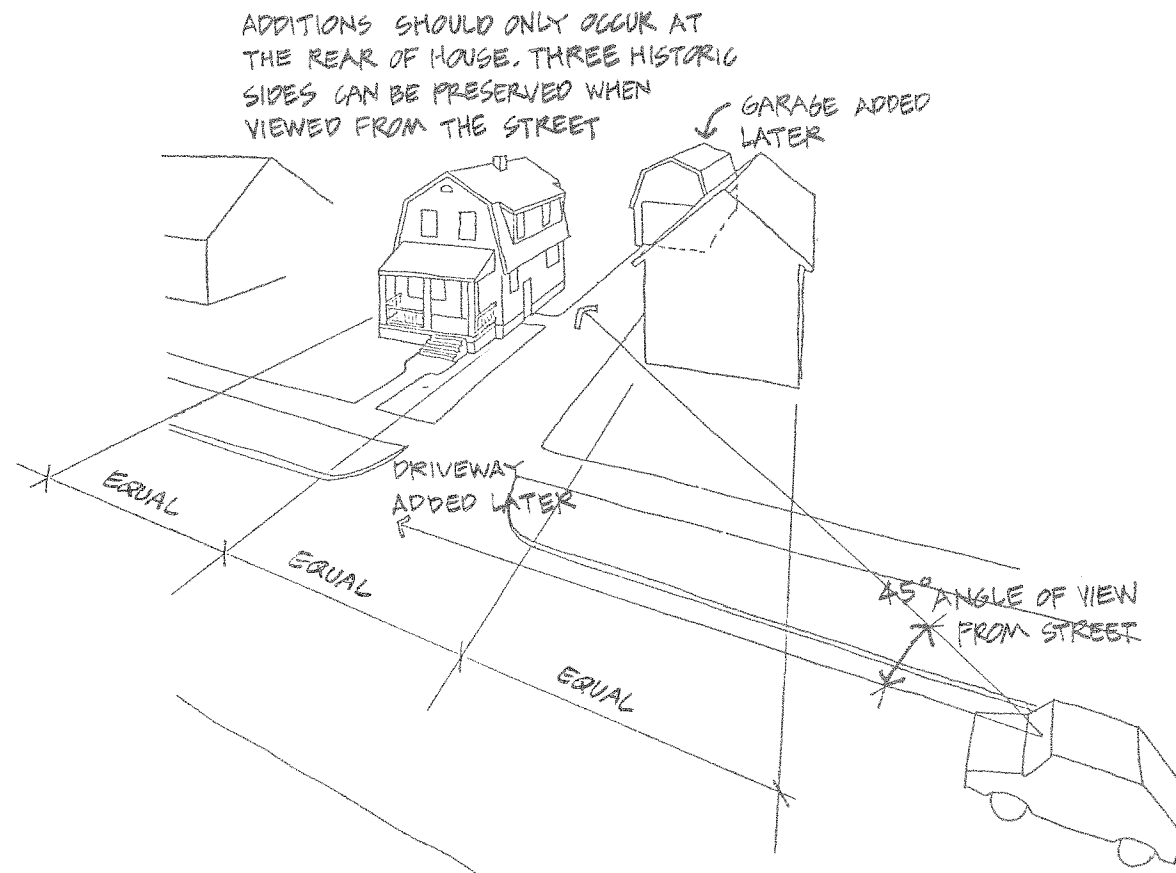 ADDITIONS SHOULD ONLY OCCUR AT
THE REAR OF HOUSE. THREE HISTORIC
SIDES CAN BE PRESERVED WHEN
VIEWED FROM THE STREET
GARAGE ADDED
LATER
DRIVEWAY
ADDED LATER
EQUAL
EQUAL
EQUAL
45° ANGLE OF VIEW
FROM STREET